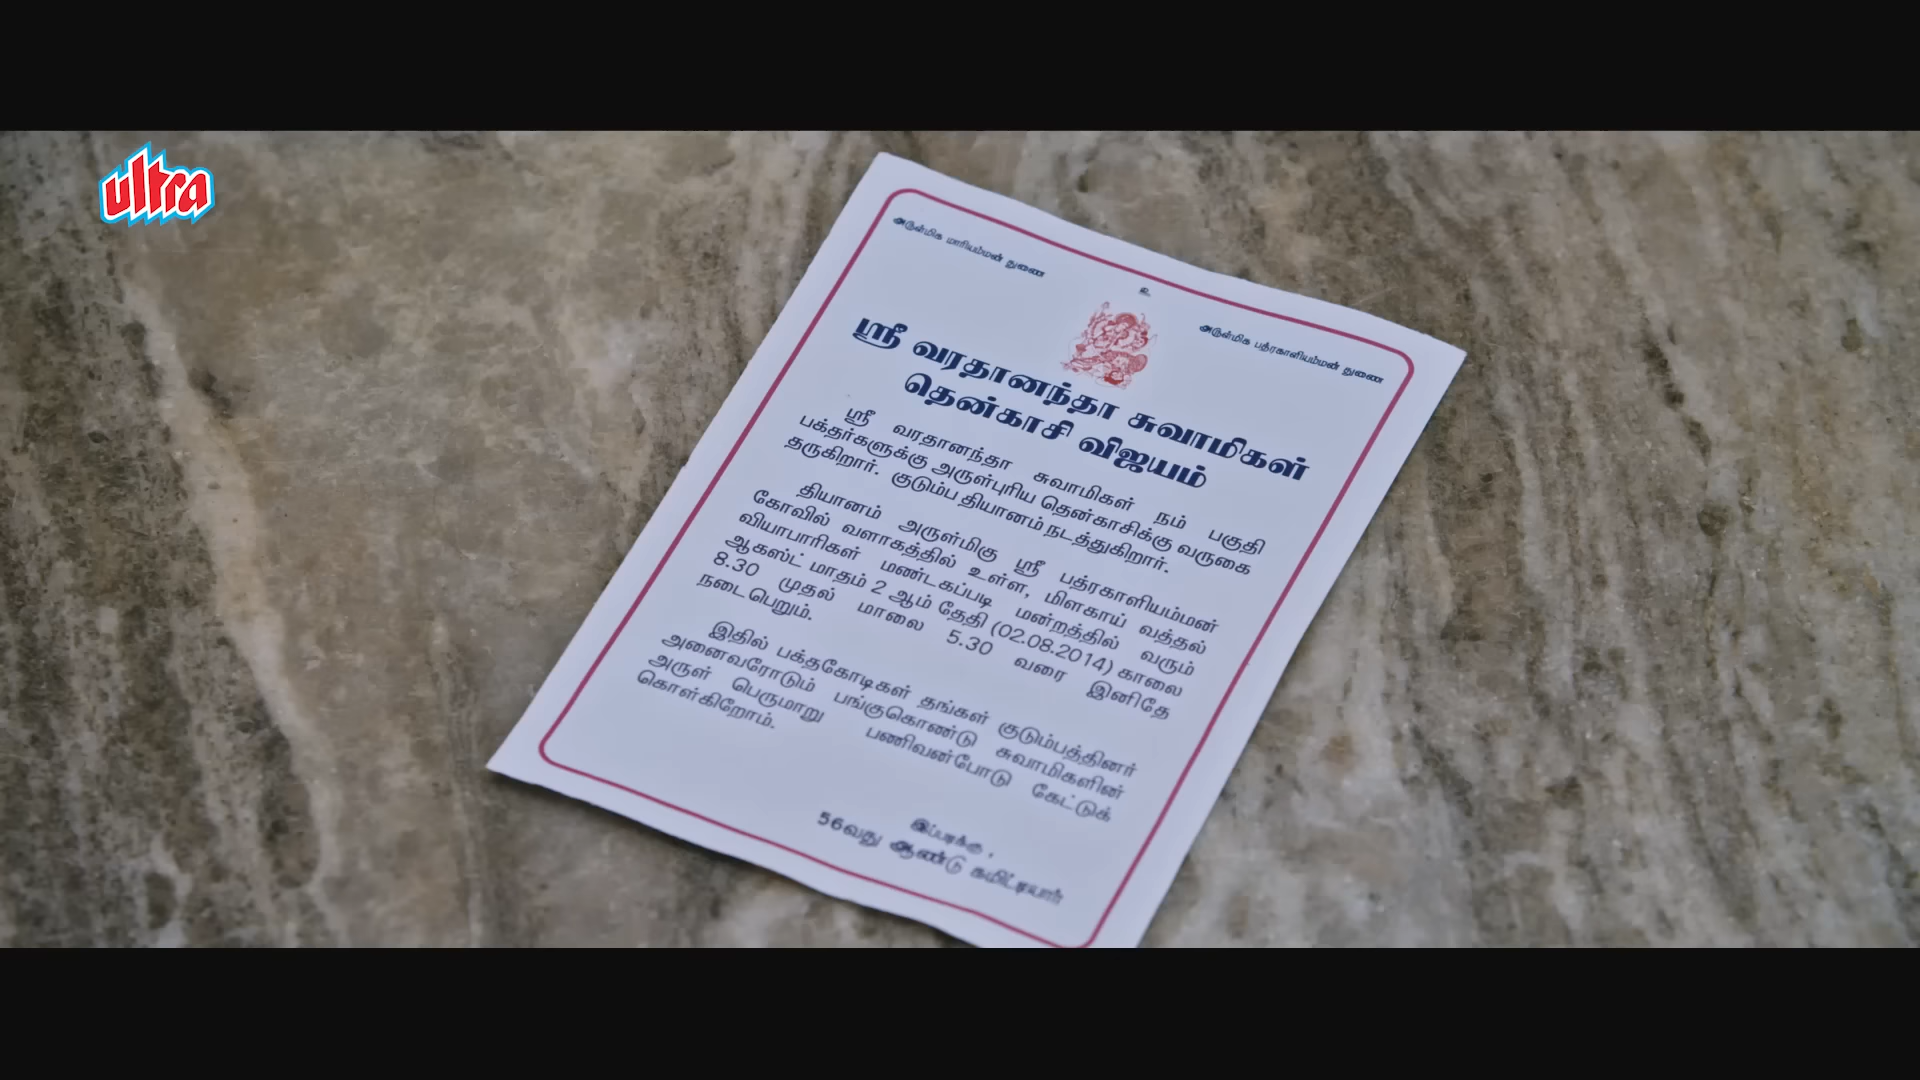 ultra
அருள்மிகு மாரியம்மன் துணை
உ
அருள்மிகு பத்ரகாளியம்மன் துணை
ஸ்ரீ வரதானந்தா சுவாமிகள்
தென்காசி விஜயம்
ஸ்ரீ வரதானந்தா சுவாமிகள் நம் பகுதி
பக்தர்களுக்கு அருள்புரிய தென்காசிக்கு வருகை
தருகிறார். குடும்ப தியானம் நடத்துகிறார்.
தியானம் அருள்மிகு ஸ்ரீ பத்ரகாளியம்மன்
கோவில் வளாகத்தில் உள்ள, மிளகாய் வத்தல்
வியாபாரிகள் மண்டகப்படி மன்றத்தில் வரும்
ஆகஸ்ட் மாதம் 2 ஆம் தேதி (02.08.2014) காலை
8.30 முதல் மாலை 5.30 வரை இனிதே
நடைபெறும்.
இதில் பக்தகோடிகள் தங்கள் குடும்பத்தினர்
அனைவரோடும் பங்குகொண்டு சுவாமிகளின்
அருள் பெருமாறு பணிவன்போடு கேட்டுக்
கொள்கிறோம்.
இப்படிக்கு,
56வது ஆண்டு கமிட்டியார்